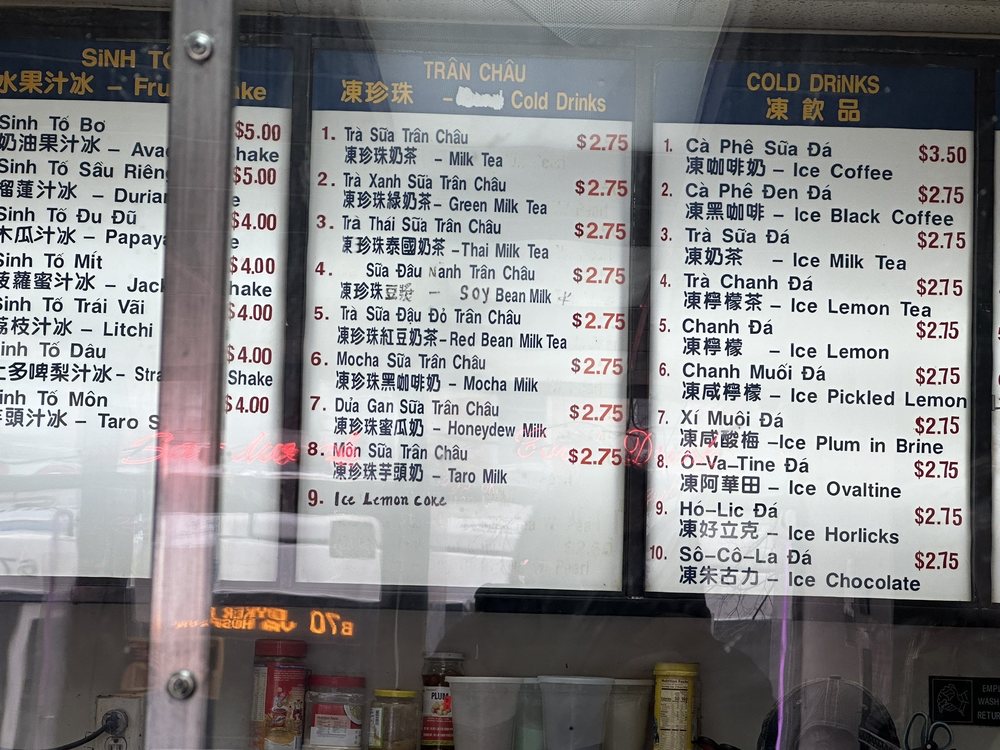 SiNH TỐ
水果汁冰 – Fru ake
Sinh Tố Bơ $5.00
奶油果汁冰 – Avac hake
Sinh Tố Sầu Riêng $5.00
榴蓮汁冰 – Durian e
Sinh Tố Đu Đũ $4.00
木瓜汁冰 – Papaya e
Sinh Tố Mít $4.00
菠蘿蜜汁冰 – Jack hake
Sinh Tố Trái Vãi $4.00
荔枝汁冰 – Litchi
inh Tố Dâu $4.00
士多啤梨汁冰 – Stra Shake
inh Tố Môn $4.00
芋頭汁冰 – Taro S
TRÂN CHÂU
凍珍珠 – Cold Drinks
1. Trà Sữa Trân Châu $2.75
凍珍珠奶茶 – Milk Tea
2. Trà Xanh Sữa Trân Châu $2.75
凍珍珠綠奶茶 – Green Milk Tea
3. Trà Thái Sữa Trân Châu $2.75
凍珍珠泰國奶茶 – Thai Milk Tea
4. Sữa Đâu Nành Trân Châu $2.75
凍珍珠豆漿 – Soy Bean Milk
5. Trà Sữa Đậu Đỏ Trân Châu $2.75
凍珍珠紅豆奶茶 – Red Bean Milk Tea
6. Mocha Sữa Trân Châu $2.75
凍珍珠黑咖啡奶 – Mocha Milk
7. Dưa Gan Sữa Trân Châu $2.75
凍珍珠蜜瓜奶 – Honeydew Milk
8. Môn Sữa Trân Châu $2.75
凍珍珠芋頭奶 – Taro Milk
9. Ice Lemon coke
COLD DRiNKS
凍飲品
1. Cà Phê Sữa Đá $3.50
凍咖啡奶 – Ice Coffee
2. Cà Phê Đen Đá $2.75
凍黑咖啡 – Ice Black Coffee
3. Trà Sữa Đá $2.75
凍奶茶 – Ice Milk Tea
4. Trà Chanh Đá $2.75
凍檸檬茶 – Ice Lemon Tea
5. Chanh Đá $2.75
凍檸檬 – Ice Lemon
6. Chanh Muối Đá $2.75
凍咸檸檬 – Ice Pickled Lemon
7. Xí Muội Đá $2.75
凍咸酸梅 – Ice Plum in Brine
8. Ô–Va–Tine Đá $2.75
凍阿華田 – Ice Ovaltine
9. Hó–Lic Đá $2.75
凍好立克 – Ice Horlicks
10. Sô–Cô–La Đá $2.75
凍朱古力 – Ice Chocolate
B70
PLUM
EMPL
WASH
RETU